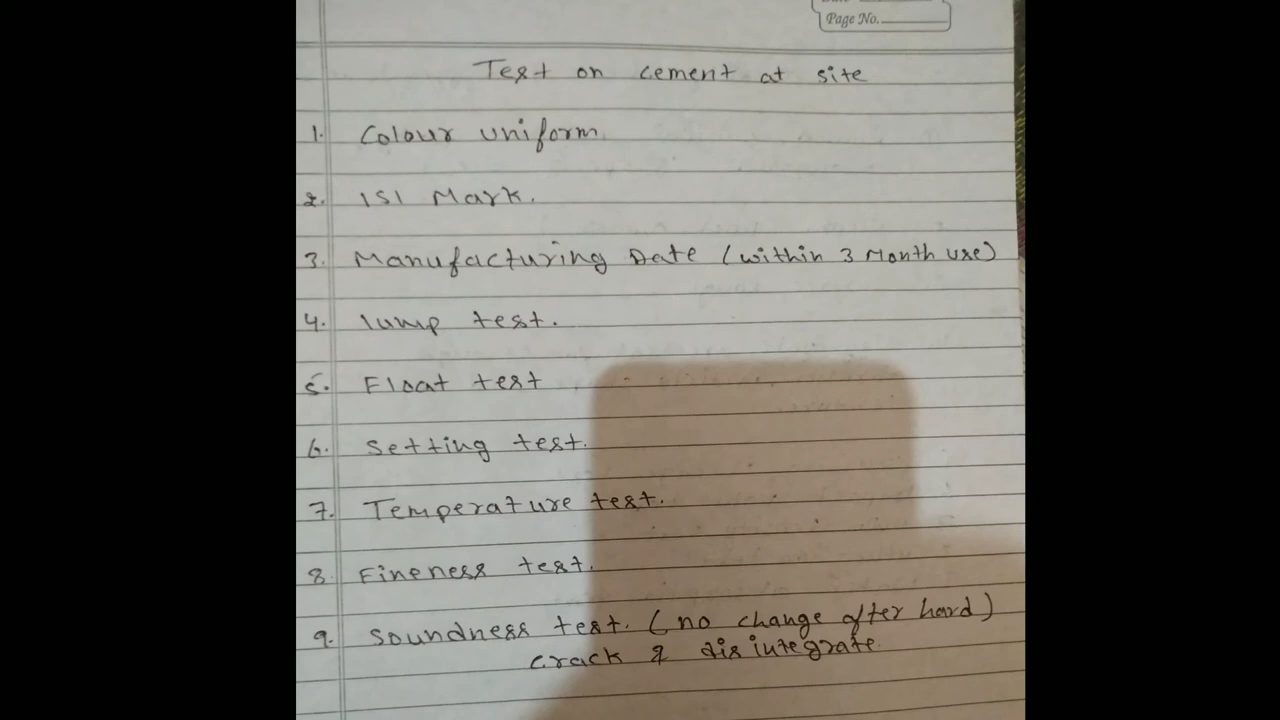 Page No.
Test on cement at site
1. Colour uniform
2. ISI Mark.
3. Manufacturing Date (within 3 Month use)
4. lump test.
5. Float test
6. Setting test.
7. Temperature test.
8. Fineness test.
9. Soundness test. (no change after hard)
crack & disintegrate.